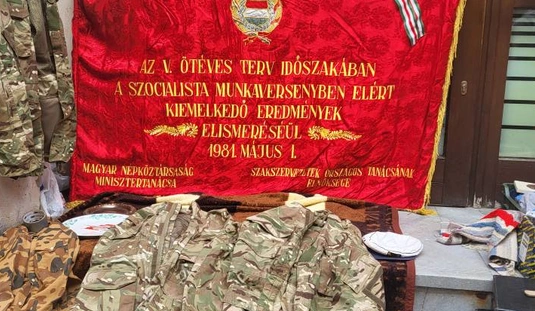 AZ V. ÖTÉVES TERV IDŐSZAKÁBAN
A SZOCIALISTA MUNKAVERSENYBEN ELÉRT
KIEMELKEDŐ EREDMÉNYEK
ELISMERÉSÉÜL
1981. MÁJUS 1.
MAGYAR NÉPKÖZTÁRSASÁG
MINISZTERTANÁCSA
SZAKSZERVEZETEK ORSZÁGOS TANÁCSÁNAK
ELNÖKSÉGE